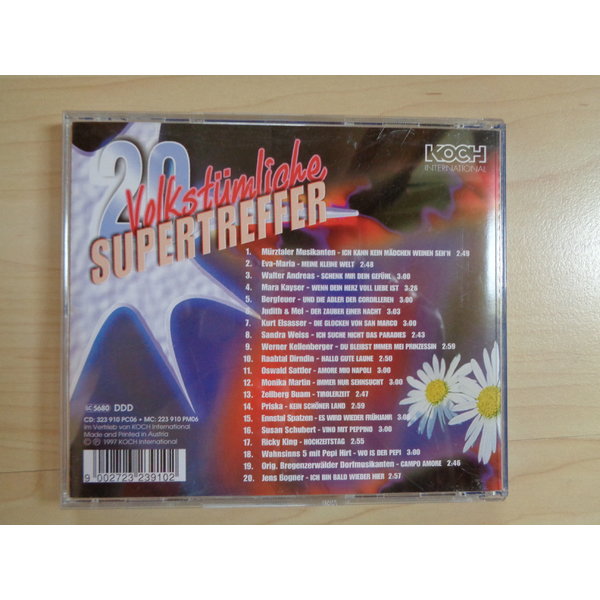 20
Volkstümliche
SUPERTREFFER
KOCH
INTERNATIONAL
1. Mürztaler Musikanten - ICH KANN KEIN MÄDCHEN WEINEN SEH'N 2:49
2. Eva-Maria - MEINE KLEINE WELT 2:48
3. Walter Andreas - SCHENK MIR DEIN GEFÜHL 3:00
4. Mara Kayser - WENN DEIN HERZ VOLL LIEBE IST 3:26
5. Bergfeuer - UND DIE ADLER DER CORDILLEREN 3:00
6. Judith & Mel - DER ZAUBER EINER NACHT 3:03
7. Kurt Elsasser - DIE GLOCKEN VON SAN MARCO 3:00
8. Sandra Weiss - ICH SUCHE NICHT DAS PARADIES 2:43
9. Werner Kellenberger - DU BLEIBST IMMER MEI PRINZESSIN 2:59
10. Raabtal Dirndln - HALLO GUTE LAUNE 2:50
11. Oswald Sattler - AMORE MIO NAPOLI 3:00
12. Monika Martin - IMMER NUR SEHNSUCHT 3:00
13. Zellberg Buam - TIROLERZEIT 2:47
14. Priska - KEIN SCHÖNER LAND 2:59
15. Ennstal Spatzen - ES WIRD WIEDER FRÜHJAHR 3:00
16. Susan Schubert - VINO MIT PEPPINO 3:00
17. Ricky King - HOCHZEITSTAG 2:55
18. Wahnsinns 5 mit Pepi Hirt - WO IS DER PEPI 3:00
19. Orig. Bregenzerwälder Dorfmusikanten - CAMPO AMORE 2:46
20. Jens Bogner - ICH BIN BALD WIEDER HIER 2:57
LC 5680 DDD
CD: 323 910 PC06 • MC: 223 910 PM06
im Vertrieb von KOCH International
Made and Printed in Austria
© ℗ 1997 KOCH International
9 002723 239102